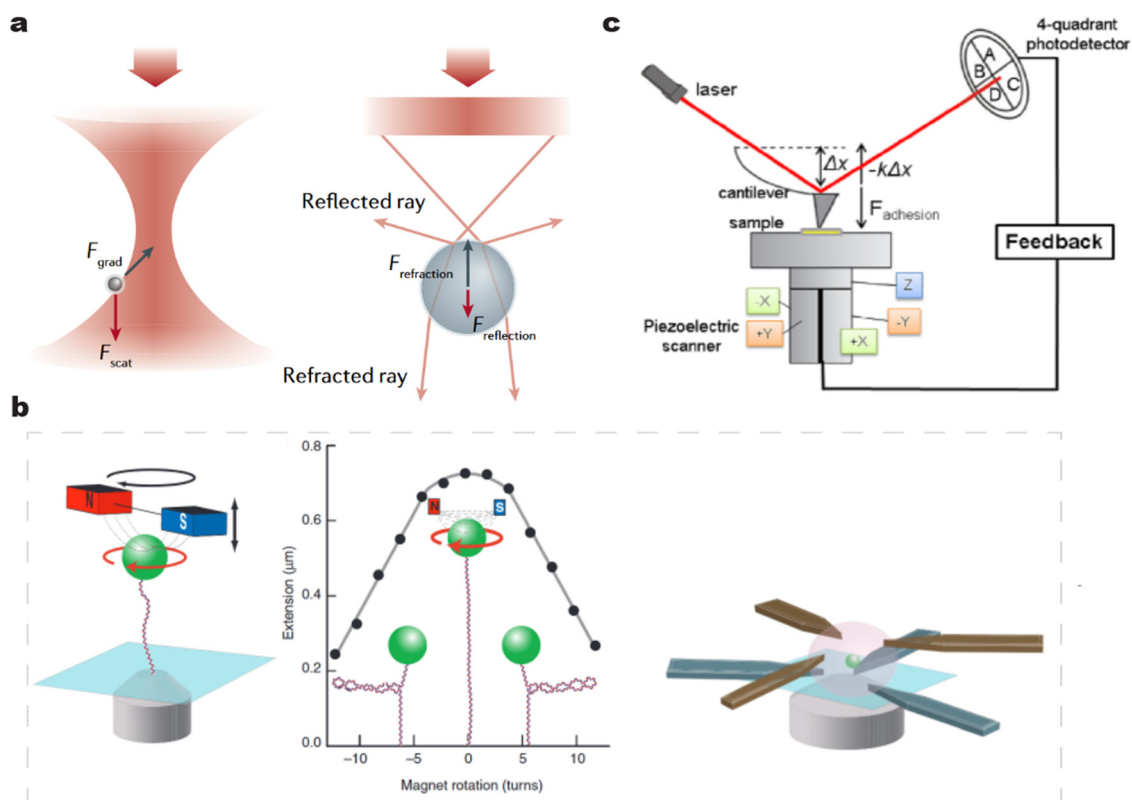 a
F grad
F scat
Reflected ray
F refraction
F reflection
Refracted ray
c
4-quadrant
photodetector
A
B
C
D
laser
Δx
-kΔx
cantilever
F adhesion
sample
Feedback
Z
-X
-Y
Piezoelectric
scanner
+Y
+X
b
N
S
0.8
0.6
0.4
0.2
0.0
Extension (μm)
N
S
−10
−5
0
5
10
Magnet rotation (turns)